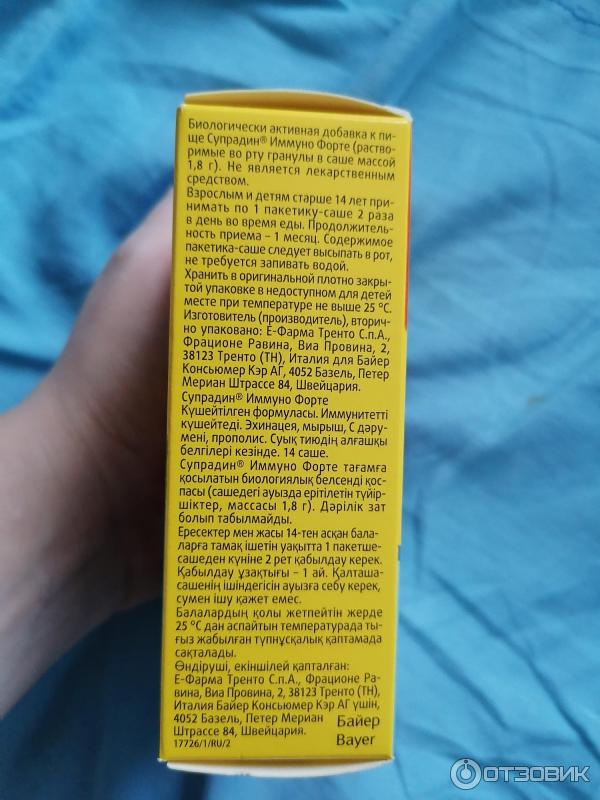 Биологически активная добавка к пи-
ще Супрадин® Иммуно Форте (раство-
римые во рту гранулы в саше массой
1,8 г). Не является лекарственным
средством.
Взрослым и детям старше 14 лет при-
нимать по 1 пакетику-саше 2 раза
в день во время еды. Продолжитель-
ность приема – 1 месяц. Содержимое
пакетика-саше следует высыпать в рот,
не требуется запивать водой.
Хранить в оригинальной плотно закры-
той упаковке в недоступном для детей
месте при температуре не выше 25 °С.
Изготовитель (производитель), вторич-
но упаковано: Е-Фарма Тренто С.п.А.,
Фрационе Равина, Виа Провина, 2,
38123 Тренто (ТН), Италия для Байер
Консьюмер Кэр АГ, 4052 Базель, Петер
Мериан Штрассе 84, Швейцария.
Супрадин® Иммуно Форте
Күшейтілген формуласы. Иммунитетті
күшейтеді. Эхинацея, мырыш, С дәру-
мені, прополис. Суық тиюдің алғашқы
белгілері кезінде. 14 саше.
Супрадин® Иммуно Форте тағамға
қосылатын биологиялық белсенді қос-
пасы (сашедегі ауызда ерітілетін түйір-
шіктер, массасы 1,8 г). Дәрілік зат
болып табылмайды.
Ересектер мен жасы 14-тен асқан бала-
ларға тамақ ішетін уақытта 1 пакетше-
сашеден күніне 2 рет қабылдау керек.
Қабылдау ұзақтығы – 1 ай. Қалташа-
сашенің ішіндегісін ауызға себу керек,
сумен ішу қажет емес.
Балалардың қолы жетпейтін жерде
25 °С дан аспайтын температурада ты-
ғыз жабылған түпнұсқалық қаптамада
сақталады.
Өндіруші, екіншілей қапталған:
Е-Фарма Тренто С.п.А., Фрационе Ра-
вина, Виа Провина, 2, 38123 Тренто (ТН),
Италия Байер Консьюмер Кэр АГ үшін,
4052 Базель, Петер Мериан
Штрассе 84, Швейцария.
17726/1/RU/2
Байер
Bayer
ОТЗОВИК